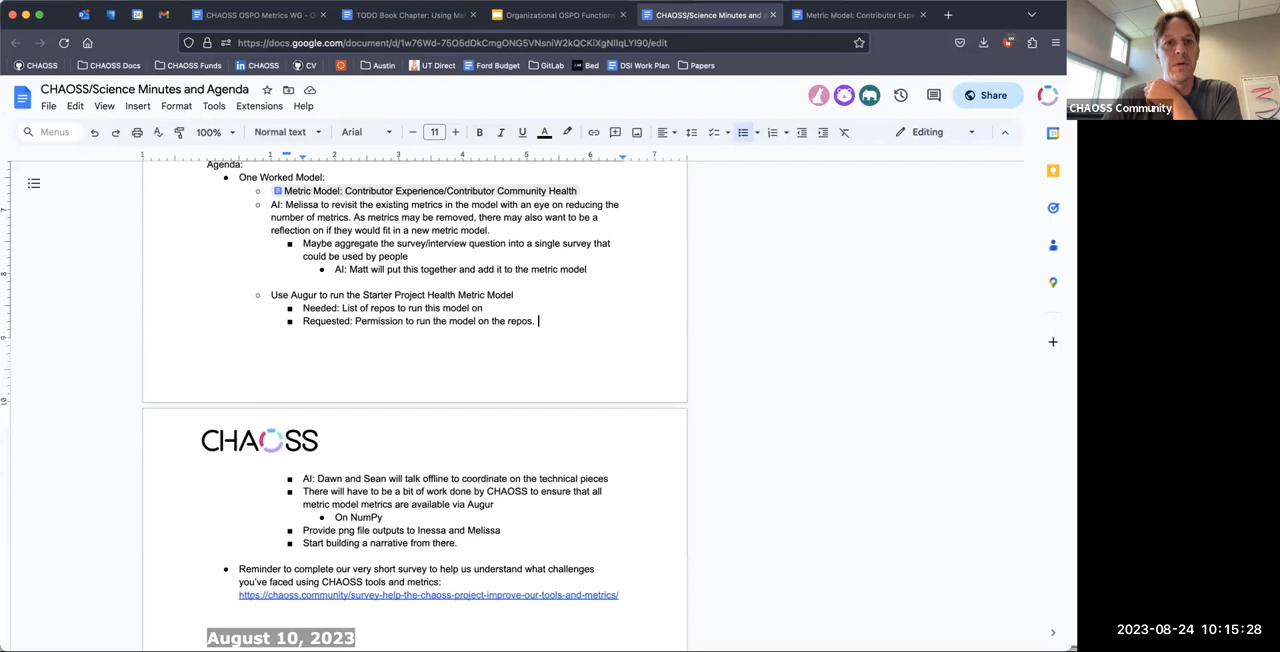 CHAOSS OSPO Metrics WG - O
TODO Book Chapter: Using Met
Organizational OSPO Functions
CHAOSS/Science Minutes and A
Metric Model: Contributor Expe
https://docs.google.com/document/d/1w76Wd-75O5dDkCmgONG5VNsniW2kQCKiXgNIIqLYI90/edit
CHAOSS
CHAOSS Docs
CHAOSS Funds
CHAOSS
CV
Austin
UT Direct
Ford Budget
GitLab
Bed
DSI Work Plan
Papers
CHAOSS Community
CHAOSS/Science Minutes and Agenda
File Edit View Insert Format Tools Extensions Help
Share
Menus
100%
Normal text
Arial
11
Editing
Agenda:
One Worked Model:
Metric Model: Contributor Experience/Contributor Community Health
AI: Melissa to revisit the existing metrics in the model with an eye on reducing the
number of metrics. As metrics may be removed, there may also want to be a
reflection on if they would fit in a new metric model.
Maybe aggregate the survey/interview question into a single survey that
could be used by people
AI: Matt will put this together and add it to the metric model
Use Augur to run the Starter Project Health Metric Model
Needed: List of repos to run this model on
Requested: Permission to run the model on the repos.
CHAOSS
AI: Dawn and Sean will talk offline to coordinate on the technical pieces
There will have to be a bit of work done by CHAOSS to ensure that all
metric model metrics are available via Augur
On NumPy
Provide png file outputs to Inessa and Melissa
Start building a narrative from there.
Reminder to complete our very short survey to help us understand what challenges
you've faced using CHAOSS tools and metrics:
https://chaoss.community/survey-help-the-chaoss-project-improve-our-tools-and-metrics/
August 10, 2023
2023-08-24 10:15:28